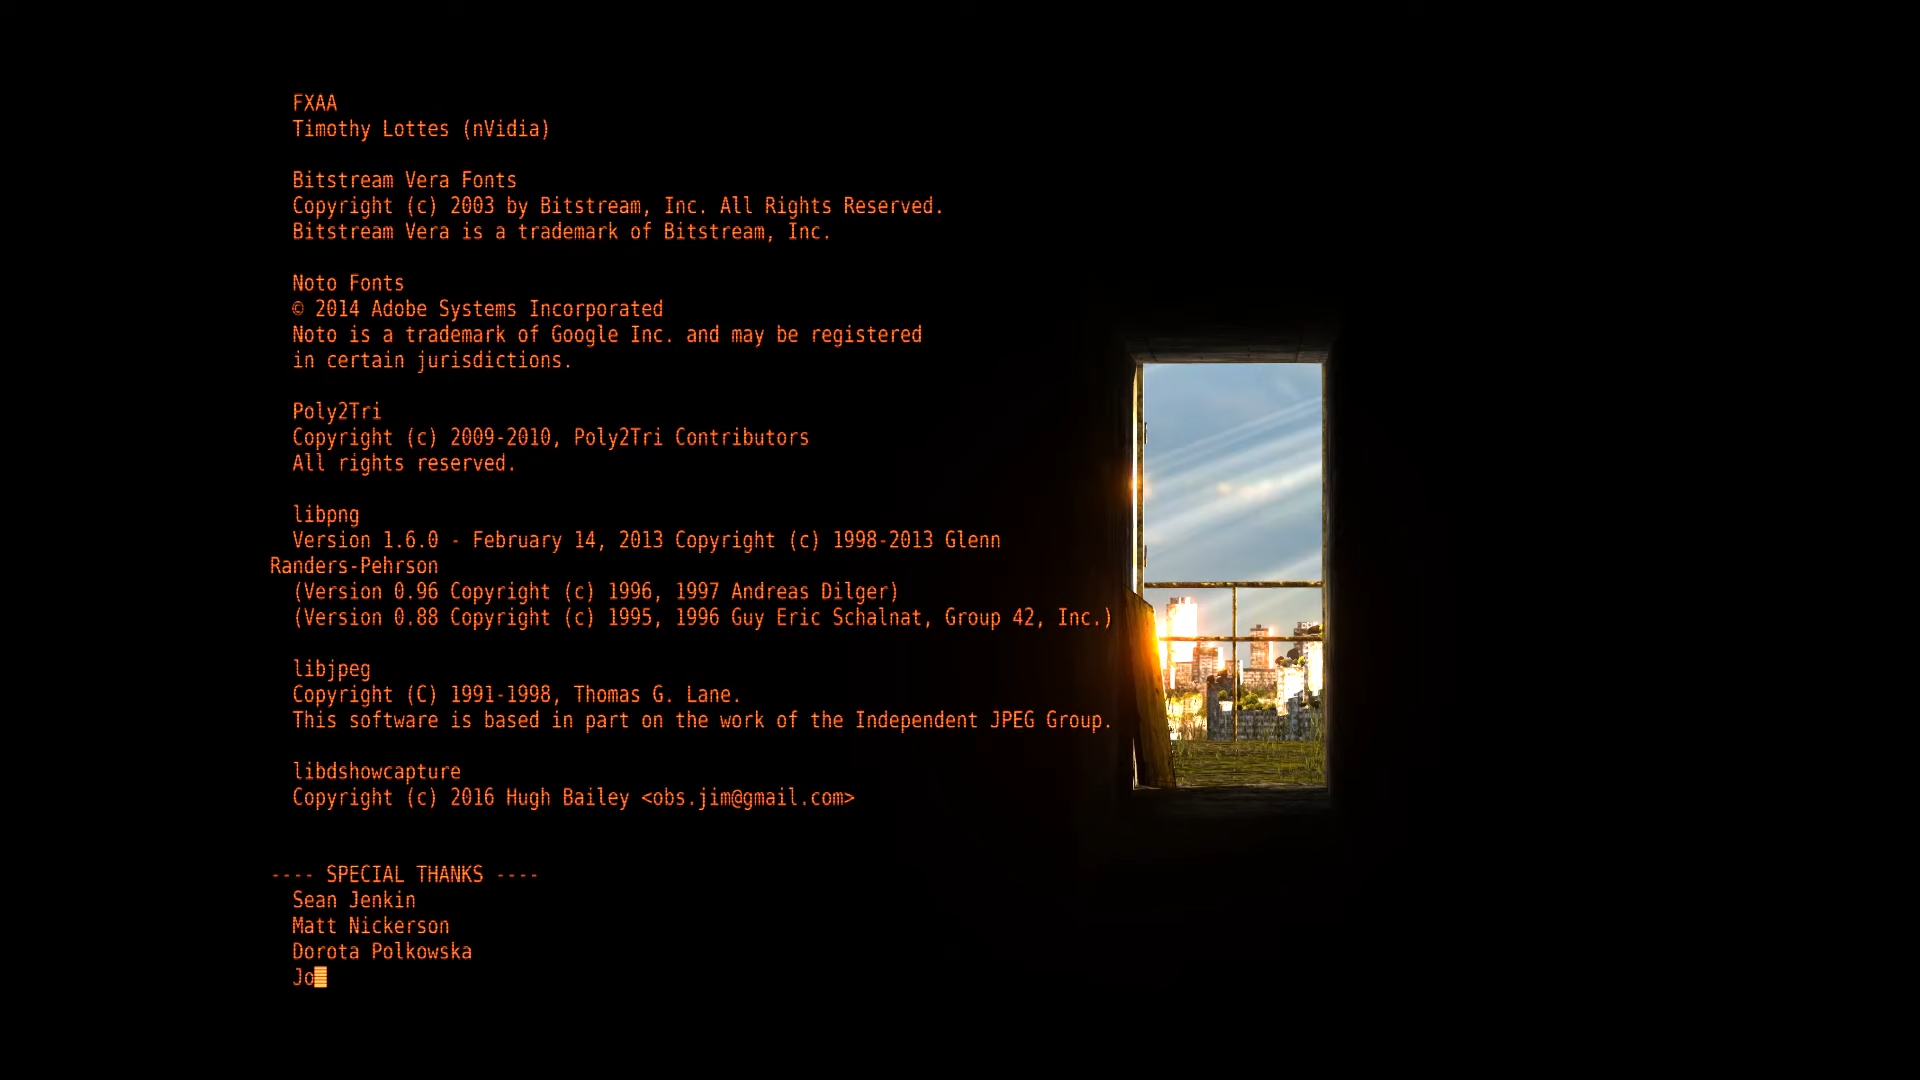 FXAA
Timothy Lottes (nVidia)
Bitstream Vera Fonts
Copyright (c) 2003 by Bitstream, Inc. All Rights Reserved.
Bitstream Vera is a trademark of Bitstream, Inc.
Noto Fonts
© 2014 Adobe Systems Incorporated
Noto is a trademark of Google Inc. and may be registered
in certain jurisdictions.
Poly2Tri
Copyright (c) 2009-2010, Poly2Tri Contributors
All rights reserved.
libpng
Version 1.6.0 - February 14, 2013 Copyright (c) 1998-2013 Glenn
Randers-Pehrson
(Version 0.96 Copyright (c) 1996, 1997 Andreas Dilger)
(Version 0.88 Copyright (c) 1995, 1996 Guy Eric Schalnat, Group 42, Inc.)
libjpeg
Copyright (C) 1991-1998, Thomas G. Lane.
This software is based in part on the work of the Independent JPEG Group.
libdshowcapture
Copyright (c) 2016 Hugh Bailey <obs.jim@gmail.com>
---- SPECIAL THANKS ----
Sean Jenkin
Matt Nickerson
Dorota Polkowska
Jo